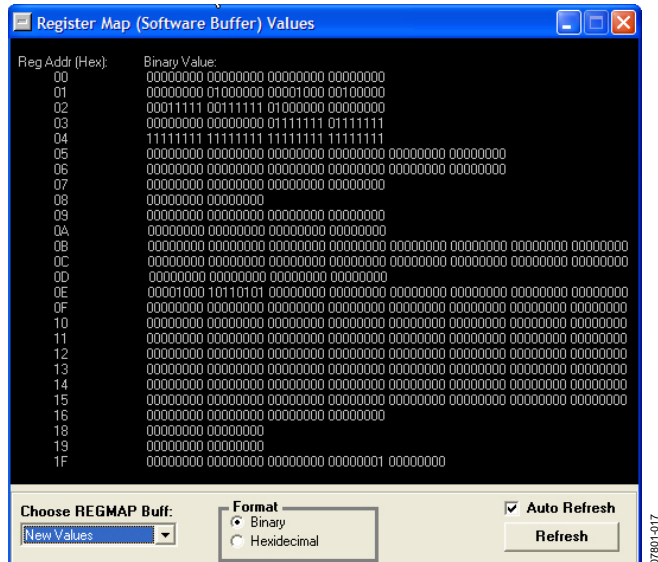 Register Map (Software Buffer) Values
Reg Addr (Hex): Binary Value:
00 00000000 00000000 00000000 00000000
01 00000000 01000000 00001000 00100000
02 00011111 00111111 01000000 00000000
03 00000000 00000000 01111111 01111111
04 11111111 11111111 11111111 11111111
05 00000000 00000000 00000000 00000000 00000000 00000000
06 00000000 00000000 00000000 00000000 00000000 00000000
07 00000000 00000000 00000000 00000000
08 00000000 00000000
09 00000000 00000000 00000000 00000000
0A 00000000 00000000 00000000 00000000
0B 00000000 00000000 00000000 00000000 00000000 00000000 00000000 00000000
0C 00000000 00000000 00000000 00000000 00000000 00000000 00000000 00000000
0D 00000000 00000000 00000000 00000000
0E 00001000 10110101 00000000 00000000 00000000 00000000 00000000 00000000
0F 00000000 00000000 00000000 00000000 00000000 00000000 00000000 00000000
10 00000000 00000000 00000000 00000000 00000000 00000000 00000000 00000000
11 00000000 00000000 00000000 00000000 00000000 00000000 00000000 00000000
12 00000000 00000000 00000000 00000000 00000000 00000000 00000000 00000000
13 00000000 00000000 00000000 00000000 00000000 00000000 00000000 00000000
14 00000000 00000000 00000000 00000000 00000000 00000000 00000000 00000000
15 00000000 00000000 00000000 00000000 00000000 00000000 00000000 00000000
16 00000000 00000000 00000000 00000000
18 00000000 00000000
19 00000000 00000000
1F 00000000 00000000 00000000 00000001 00000000
Choose REGMAP Buff:
New Values
Format
Binary
Hexidecimal
Auto Refresh
Refresh
07801-017